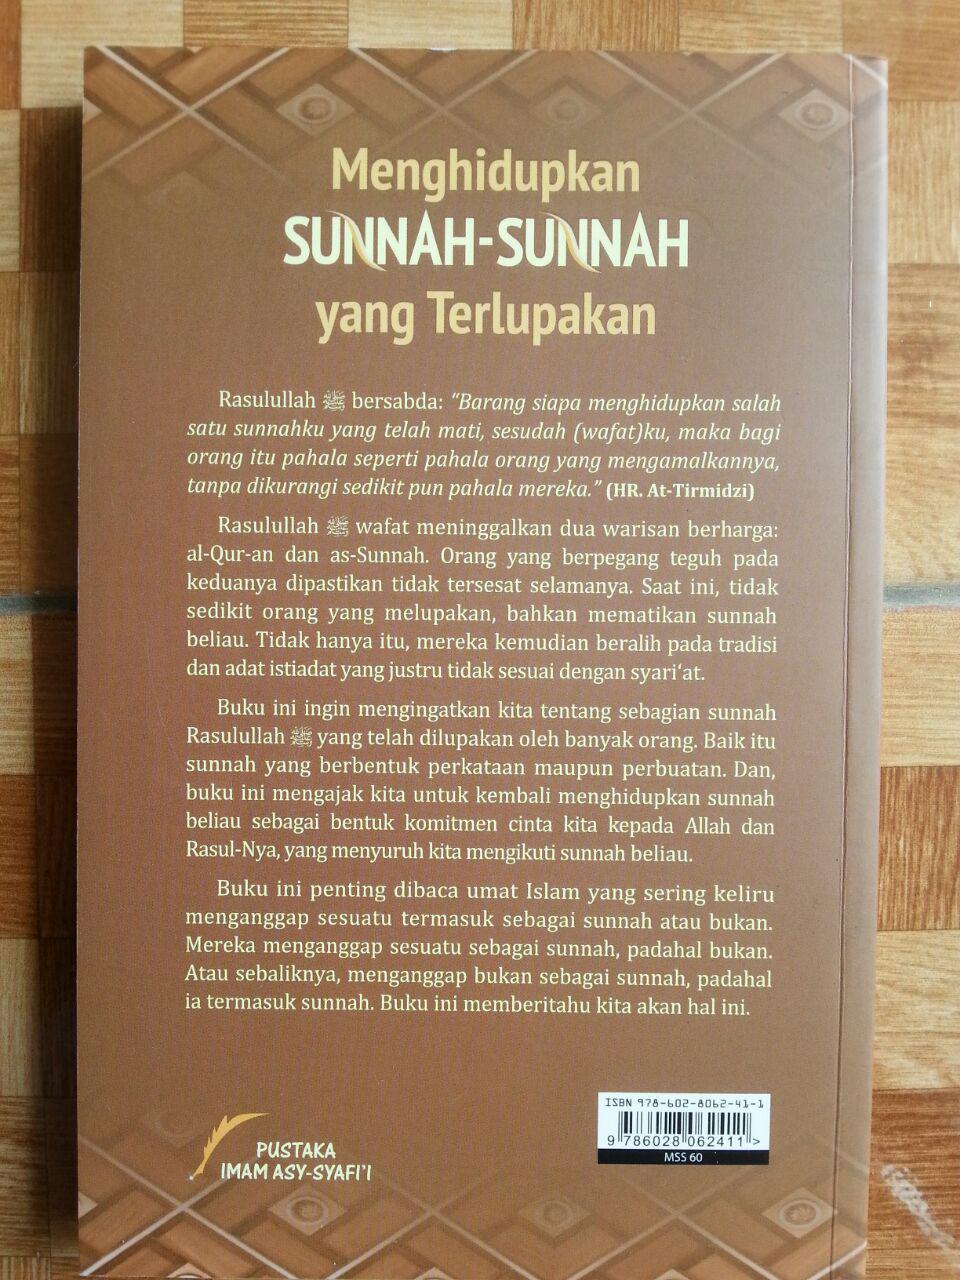 Menghidupkan
SUNNAH-SUNNAH
yang Terlupakan
Rasulullah ﷺ bersabda: “Barang siapa menghidupkan salah
satu sunnahku yang telah mati, sesudah (wafat)ku, maka bagi
orang itu pahala seperti pahala orang yang mengamalkannya,
tanpa dikurangi sedikit pun pahala mereka.” (HR. At-Tirmidzi)
Rasulullah ﷺ wafat meninggalkan dua warisan berharga:
al-Qur-an dan as-Sunnah. Orang yang berpegang teguh pada
keduanya dipastikan tidak tersesat selamanya. Saat ini, tidak
sedikit orang yang melupakan, bahkan mematikan sunnah
beliau. Tidak hanya itu, mereka kemudian beralih pada tradisi
dan adat istiadat yang justru tidak sesuai dengan syari‘at.
Buku ini ingin mengingatkan kita tentang sebagian sunnah
Rasulullah ﷺ yang telah dilupakan oleh banyak orang. Baik itu
sunnah yang berbentuk perkataan maupun perbuatan. Dan,
buku ini mengajak kita untuk kembali menghidupkan sunnah
beliau sebagai bentuk komitmen cinta kita kepada Allah dan
Rasul-Nya, yang menyuruh kita mengikuti sunnah beliau.
Buku ini penting dibaca umat Islam yang sering keliru
menganggap sesuatu termasuk sebagai sunnah atau bukan.
Mereka menganggap sesuatu sebagai sunnah, padahal bukan.
Atau sebaliknya, menganggap bukan sebagai sunnah, padahal
ia termasuk sunnah. Buku ini memberitahu kita akan hal ini.
PUSTAKA
IMAM ASY-SYAFI'I
ISBN 978-602-8062-41-1
9 786028 062411 >
MSS 60